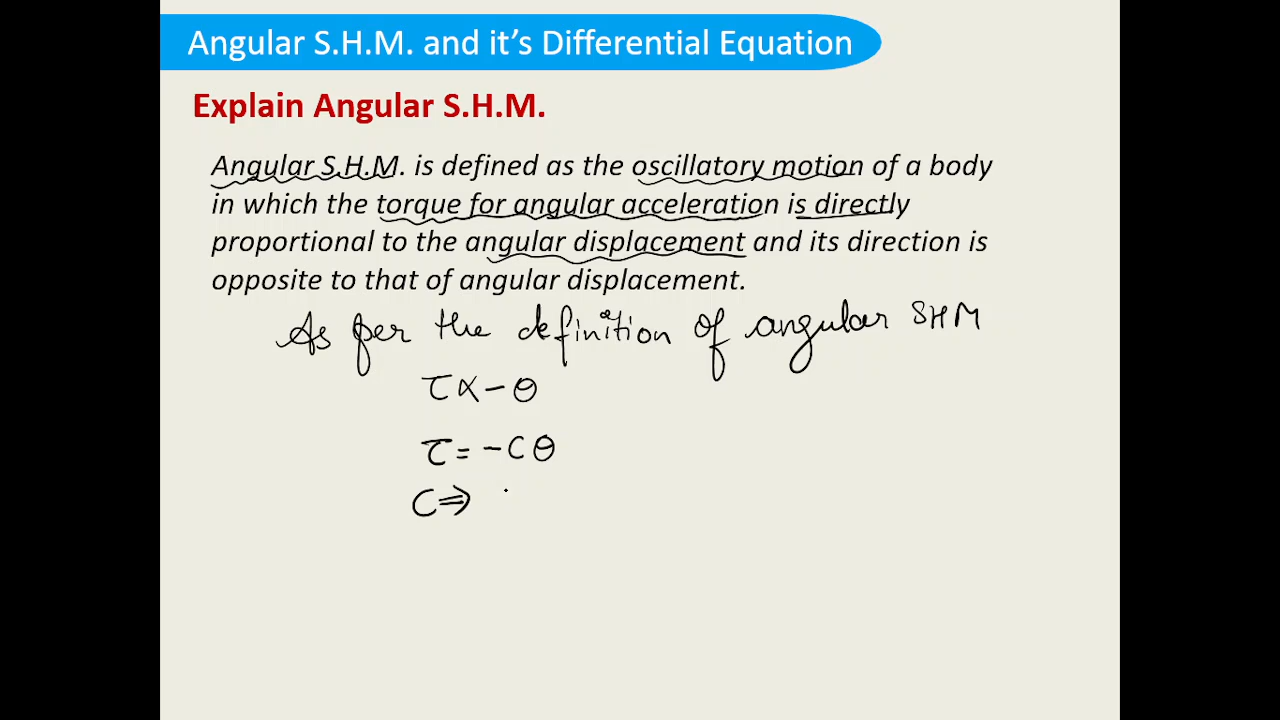 Angular S.H.M. and it's Differential Equation
Explain Angular S.H.M.
Angular S.H.M. is defined as the oscillatory motion of a body
in which the torque for angular acceleration is directly
proportional to the angular displacement and its direction is
opposite to that of angular displacement.
As per the definition of angular SHM
τ ∝ - θ
τ = - C θ
C ⇒